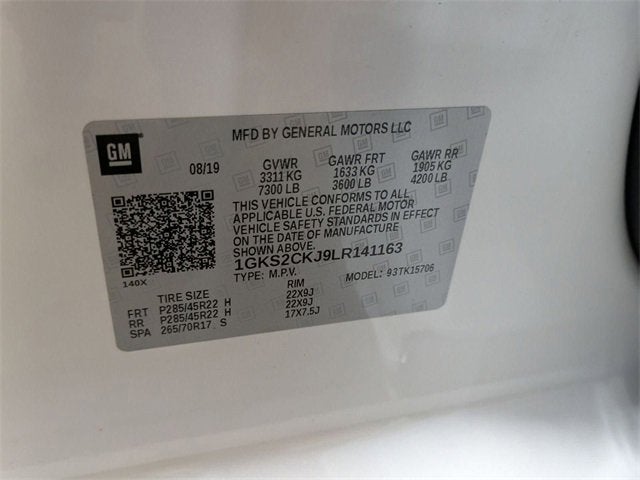 GM
MFD BY GENERAL MOTORS LLC
08/19 GVWR GAWR FRT GAWR RR
3311 KG 1633 KG 1905 KG
7300 LB 3600 LB 4200 LB
THIS VEHICLE CONFORMS TO ALL
APPLICABLE U.S. FEDERAL MOTOR
VEHICLE SAFETY STANDARDS IN EFFECT
ON THE DATE OF MANUFACTURE
SHOWN ABOVE.
1GKS2CKJ9LR141163
TYPE: M.P.V. MODEL: 93TK15706
140X
TIRE SIZE RIM
FRT P285/45R22 H 22X9J
RR P285/45R22 H 22X9J
SPA 265/70R17 S 17X7.5J